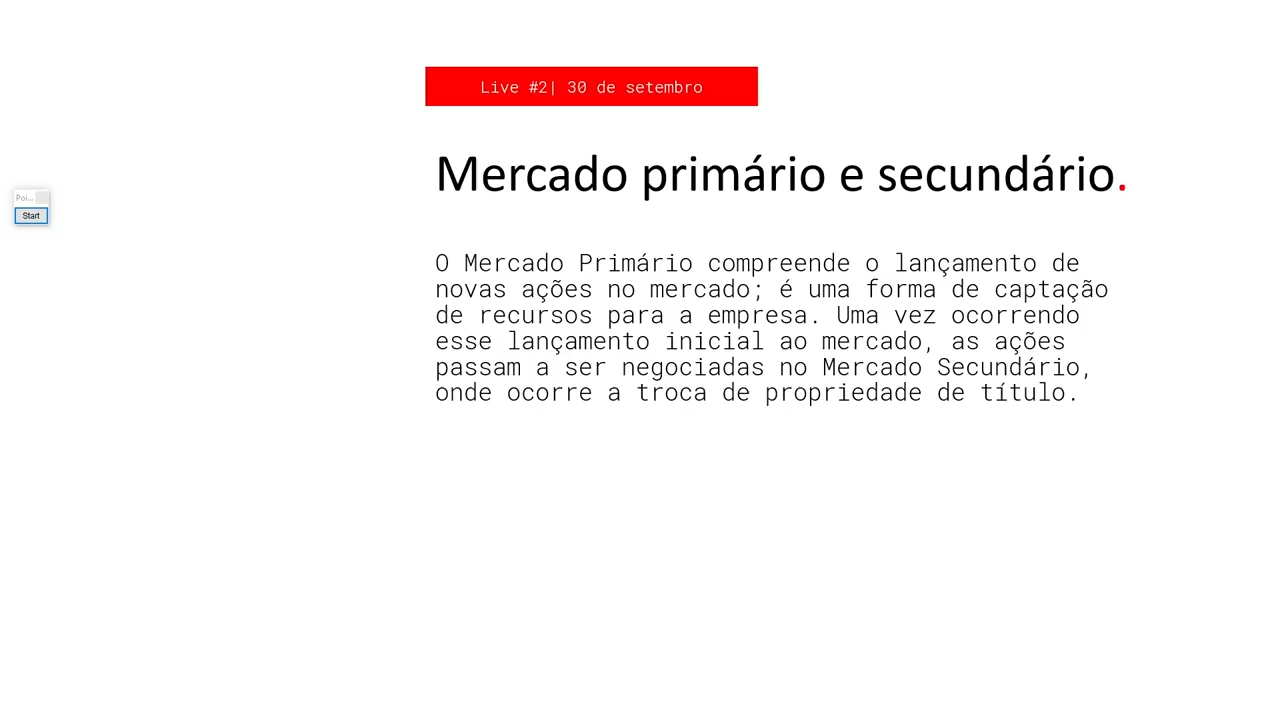 Live #2| 30 de setembro
Mercado primário e secundário.
Poi...
Start
O Mercado Primário compreende o lançamento de
novas ações no mercado; é uma forma de captação
de recursos para a empresa. Uma vez ocorrendo
esse lançamento inicial ao mercado, as ações
passam a ser negociadas no Mercado Secundário,
onde ocorre a troca de propriedade de título.